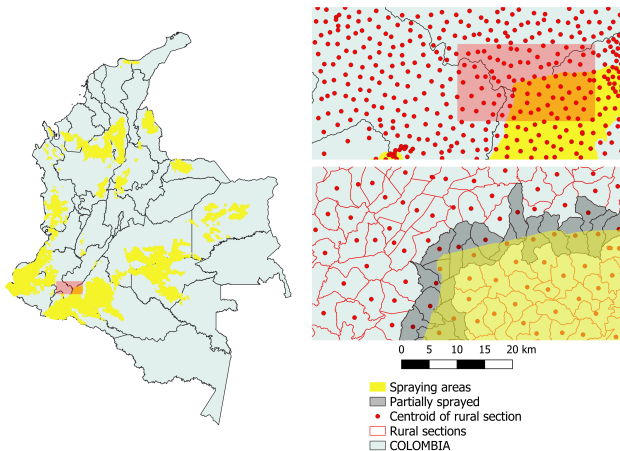 0 5 10 15 20 km
Spraying areas
Partially sprayed
Centroid of rural section
Rural sections
COLOMBIA